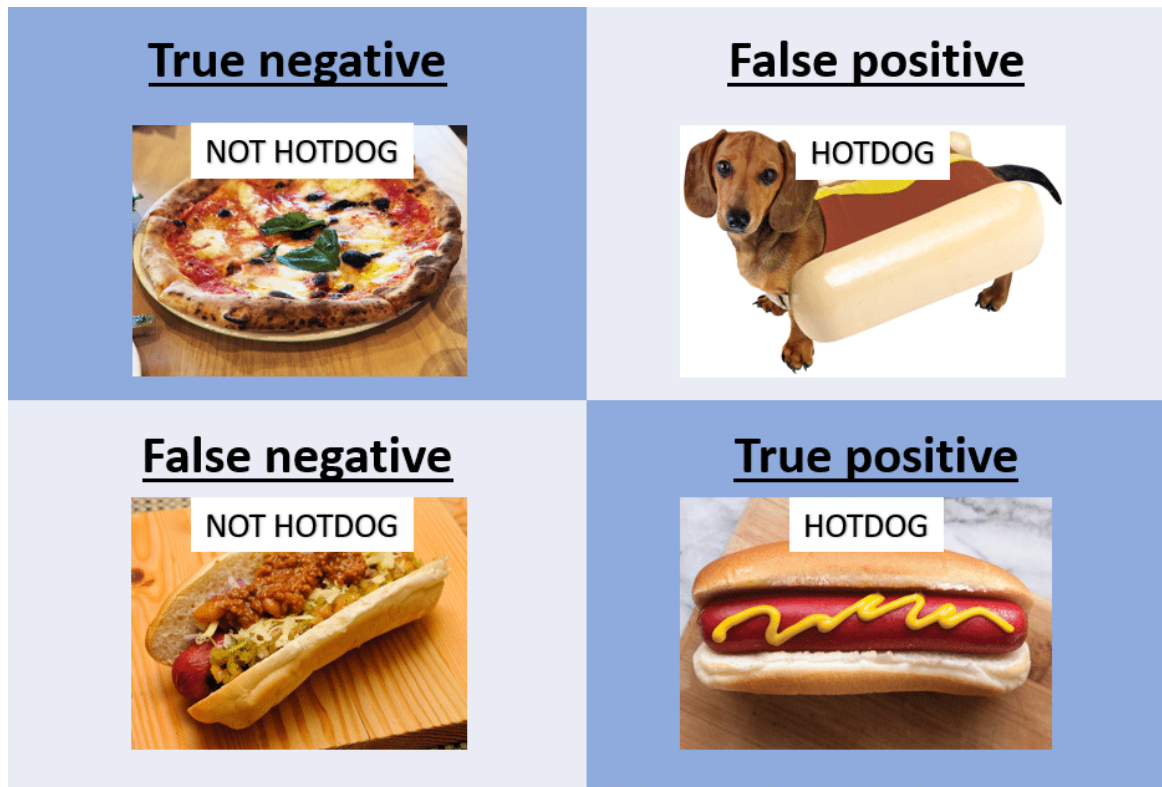 True negative
NOT HOTDOG
False positive
HOTDOG
False negative
NOT HOTDOG
True positive
HOTDOG